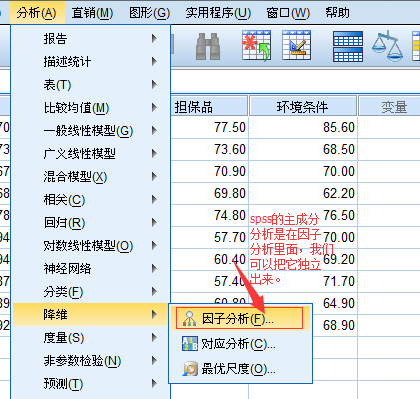 分析(A) 直销(M) 图形(G) 实用程序(U) 窗口(W) 帮助
报告
描述统计
表(T)
比较均值(M)
一般线性模型(G)
广义线性模型
混合模型(X)
相关(C)
回归(R)
对数线性模型(O)
神经网络
分类(F)
降维
度量(S)
非参数检验(N)
预测(T)
因子分析(F)...
对应分析(C)...
最优尺度(O)...
担保品 环境条件 变量
70 77.50 85.60
73 73.60 68.50
70.90 70.00
69.80 62.20
74.80 76.50
57.70 70.00
60.40 69.20
57.40 71.70
60.80 64.90
92 68.90
spss的主成分
分析是在因子
分析里面，我们
可以把它独立
出来。